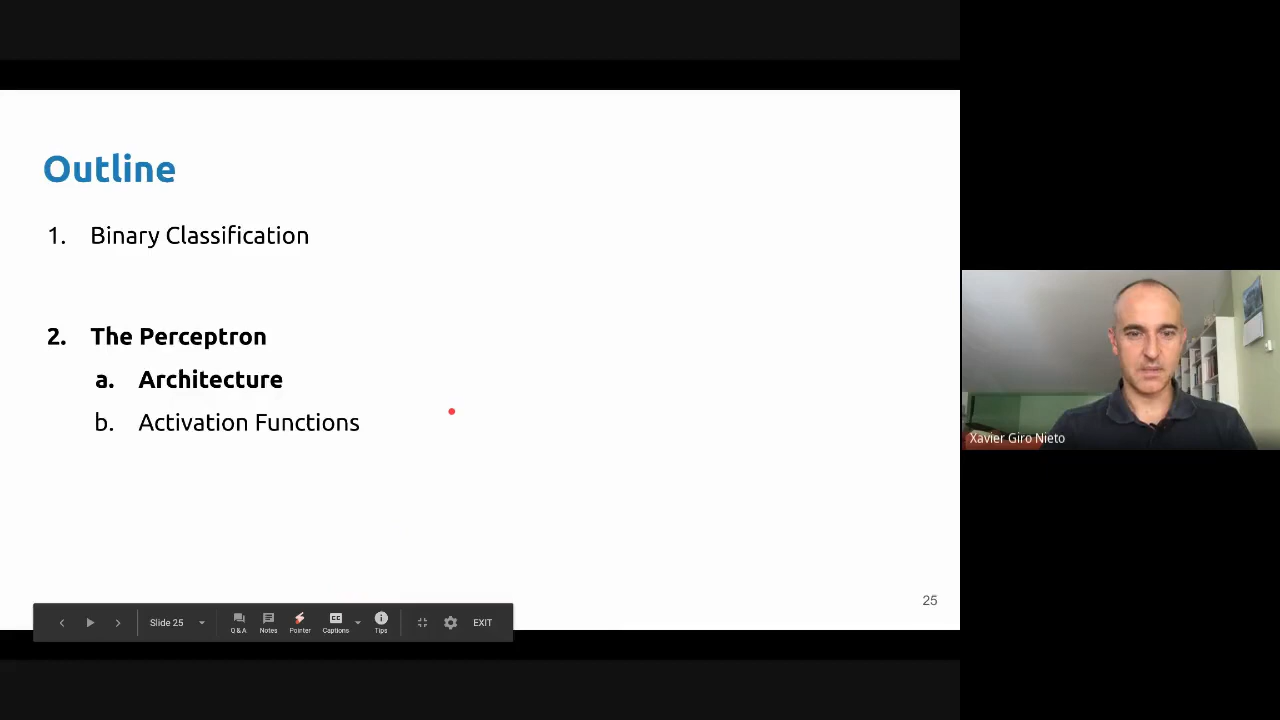 Outline
1. Binary Classification
2. The Perceptron
a. Architecture
b. Activation Functions
25
Slide 25
Q & A
Notes
Pointer
CC
Captions
Tips
EXIT
Xavier Giro Nieto